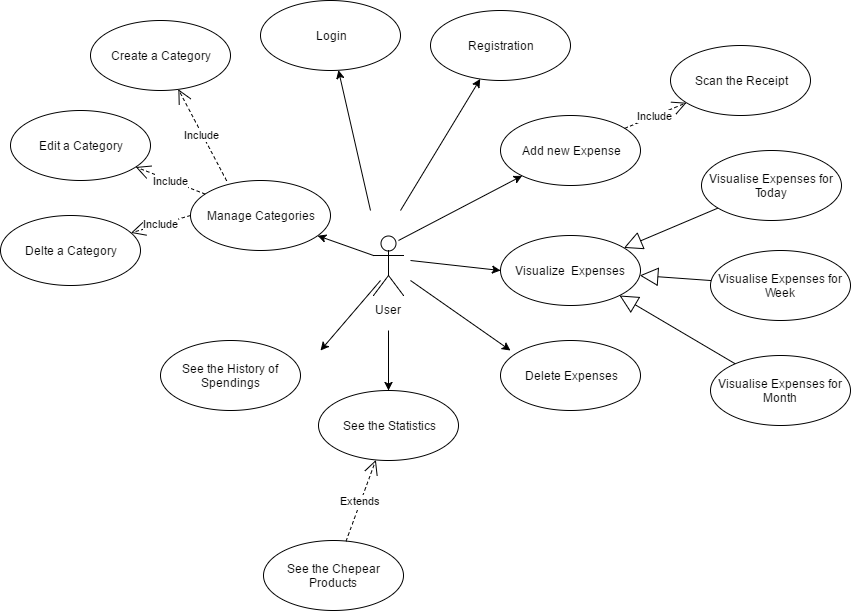 Login
Registration
Create a Category
Scan the Receipt
Include
Include
Edit a Category
Add new Expense
Include
Visualise Expenses for
Today
Manage Categories
Include
Delte a Category
Visualize  Expenses
Visualise Expenses for
Week
User
See the History of
Spendings
Delete Expenses
Visualise Expenses for
Month
See the Statistics
Extends
See the Chepear
Products